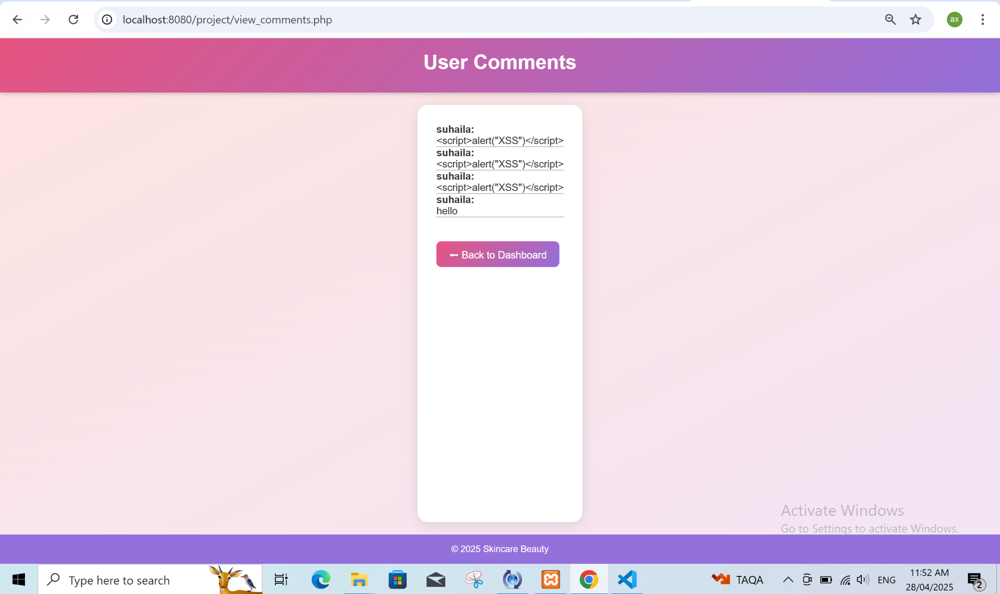 localhost:8080/project/view_comments.php
ax
User Comments
suhaila:
<script>alert("XSS")</script>
suhaila:
<script>alert("XSS")</script>
suhaila:
<script>alert("XSS")</script>
suhaila:
hello
← Back to Dashboard
Activate Windows
Go to Settings to activate Windows.
© 2025 Skincare Beauty
Type here to search
TAQA
ENG
11:52 AM
28/04/2025
2